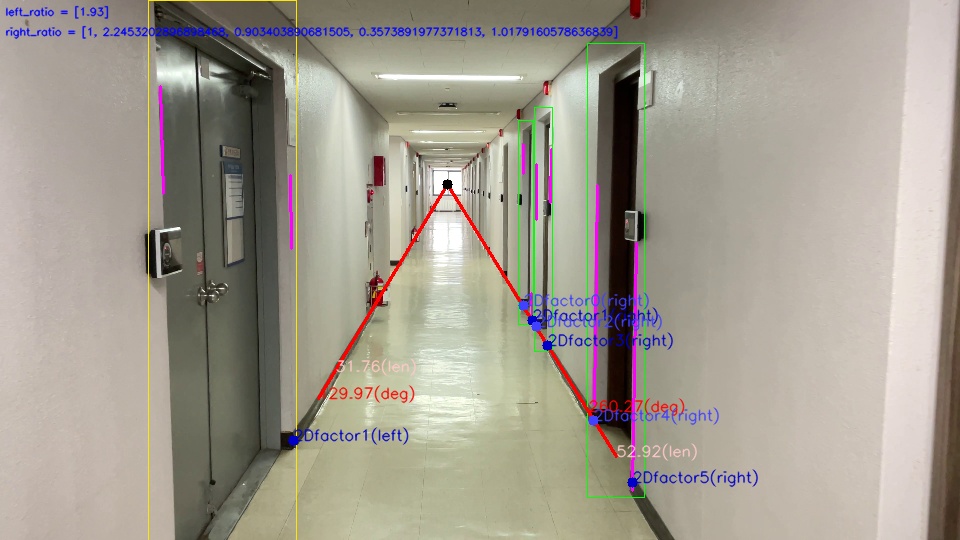 left_ratio = [1.93]
right_ratio = [1, 2.2453202898898468, 0.903403890681505, 0.3573891977371813, 1.0179160578636839]
2Dfactor0(right)
2Dfactor1(right)
2Dfactor2(right)
2Dfactor3(right)
31.76(len)
29.97(deg)
260.27(deg)
2Dfactor4(right)
2Dfactor1(left)
52.92(len)
2Dfactor5(right)